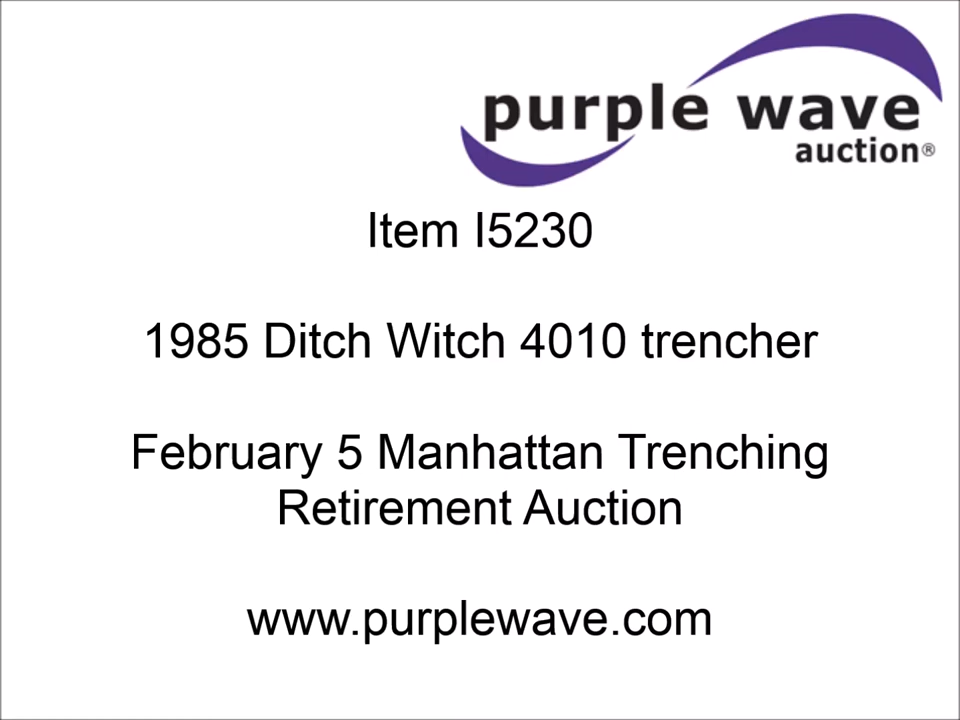 purple wave
auction®
Item I5230
1985 Ditch Witch 4010 trencher
February 5 Manhattan Trenching
Retirement Auction
www.purplewave.com